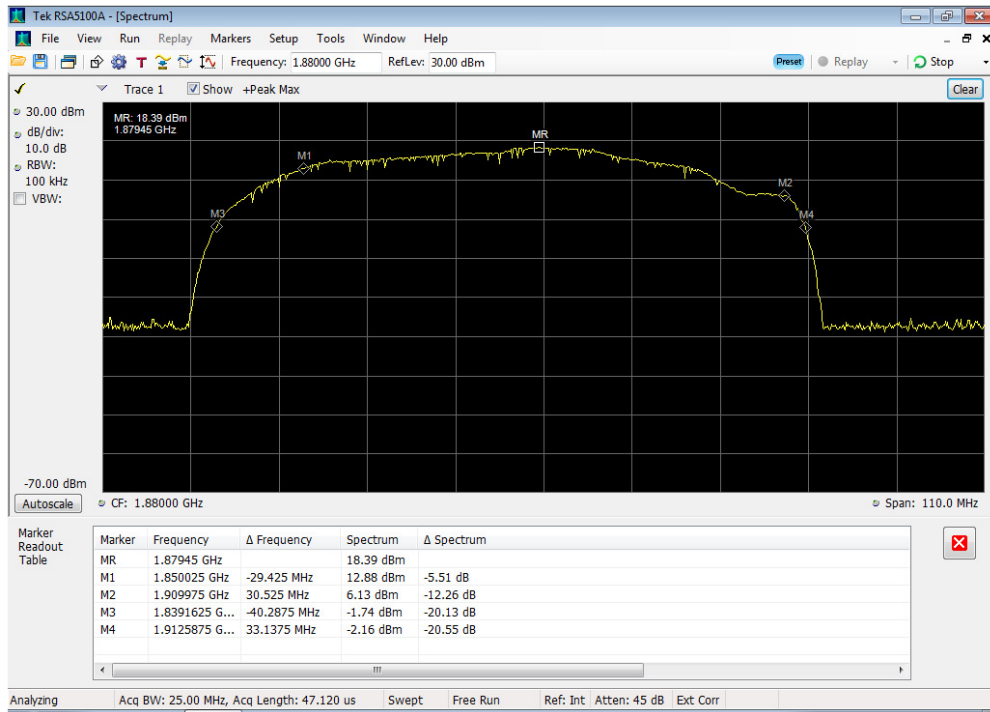 Tek RSA5100A - [Spectrum]
File View Run Replay Markers Setup Tools Window Help
T Frequency: 1.88000 GHz RefLev: 30.00 dBm Preset Replay Stop
Trace 1 Show +Peak Max Clear
30.00 dBm
dB/div:
10.0 dB
RBW:
100 kHz
VBW:
MR: 18.39 dBm
1.87945 GHz
MR
M1
M2
M3
M4
-70.00 dBm
Autoscale CF: 1.88000 GHz Span: 110.0 MHz
Marker
Readout
Table
Marker Frequency Δ Frequency Spectrum Δ Spectrum
MR 1.87945 GHz 18.39 dBm
M1 1.850025 GHz -29.425 MHz 12.88 dBm -5.51 dB
M2 1.909975 GHz 30.525 MHz 6.13 dBm -12.26 dB
M3 1.8391625 G... -40.2875 MHz -1.74 dBm -20.13 dB
M4 1.9125875 G... 33.1375 MHz -2.16 dBm -20.55 dB
Analyzing Acq BW: 25.00 MHz, Acq Length: 47.120 us Swept Free Run Ref: Int Atten: 45 dB Ext Corr